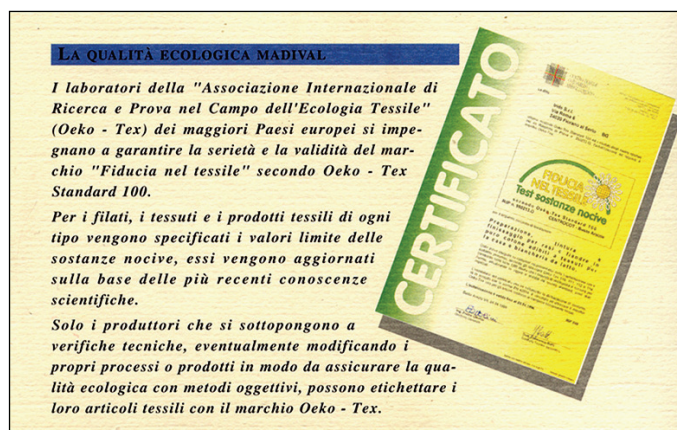 LA QUALITÀ ECOLOGICA MADIVAL
I laboratori della "Associazione Internazionale di
Ricerca e Prova nel Campo dell'Ecologia Tessile"
(Oeko - Tex) dei maggiori Paesi europei si impe-
gnano a garantire la serietà e la validità del mar-
chio "Fiducia nel tessile" secondo Oeko - Tex
Standard 100.
Per i filati, i tessuti e i prodotti tessili di ogni
tipo vengono specificati i valori limite delle
sostanze nocive, essi vengono aggiornati
sulla base delle più recenti conoscenze
scientifiche.
Solo i produttori che si sottopongono a
verifiche tecniche, eventualmente modificando i
propri processi o prodotti in modo da assicurare la qua-
lità ecologica con metodi oggettivi, possono etichettare i
loro articoli tessili con il marchio Oeko - Tex.
CERTIFICATO
FIDUCIA
NEL TESSILE
Test sostanze nocive